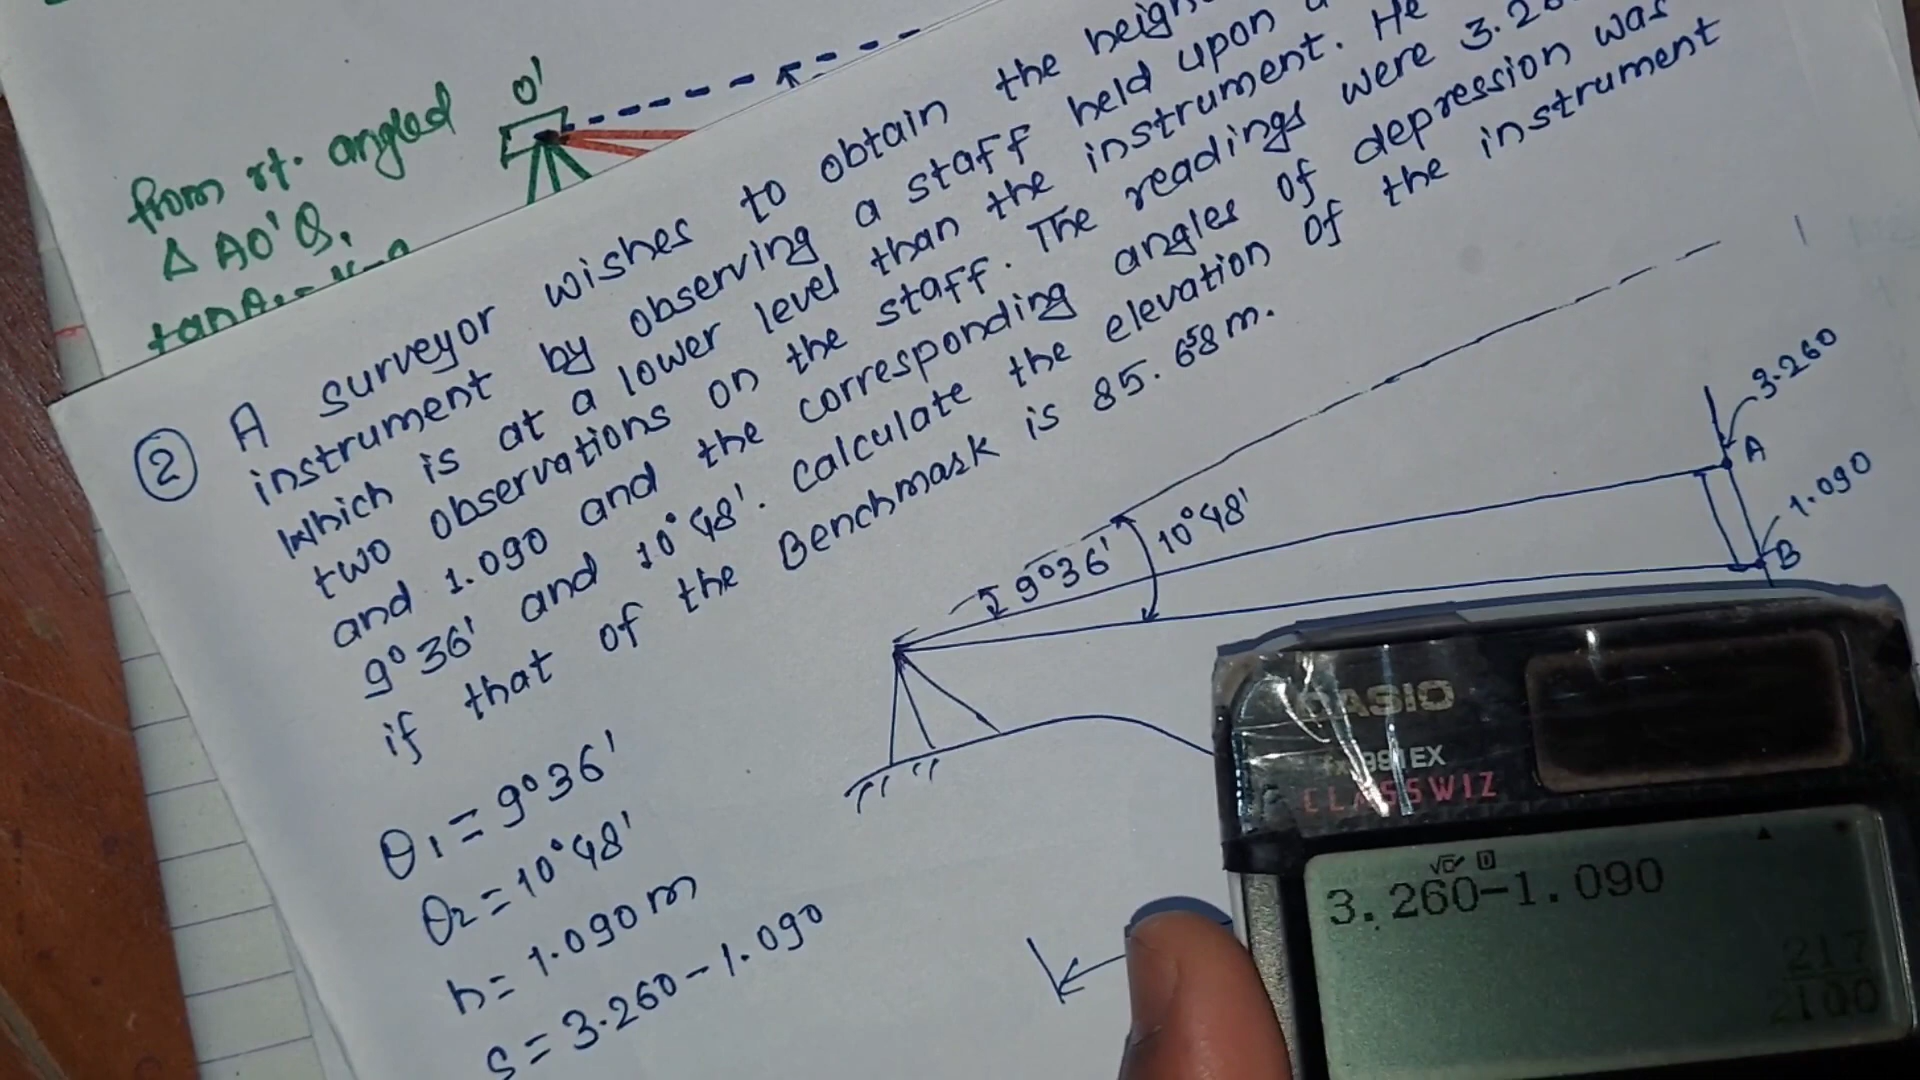 from rt. angled
Δ AO'Q,
O'
② A surveyor wishes to obtain the
instrument by observing a staff held upon
which is at a lower level than the instrument. He
two observations on the staff. The readings were
and 1.090 and the corresponding angles of depression was
9°36' and 10°48'. calculate the elevation of the instrument
if that of the Benchmask is 85.658m.
9°36'
10°48'
3.260
A
1.090
B
θ1 = 9°36'
θ2 = 10°48'
h = 1.090 m
S = 3.260 - 1.090
CASIO
fx-991EX
CLASSWIZ
3.260-1.090
217